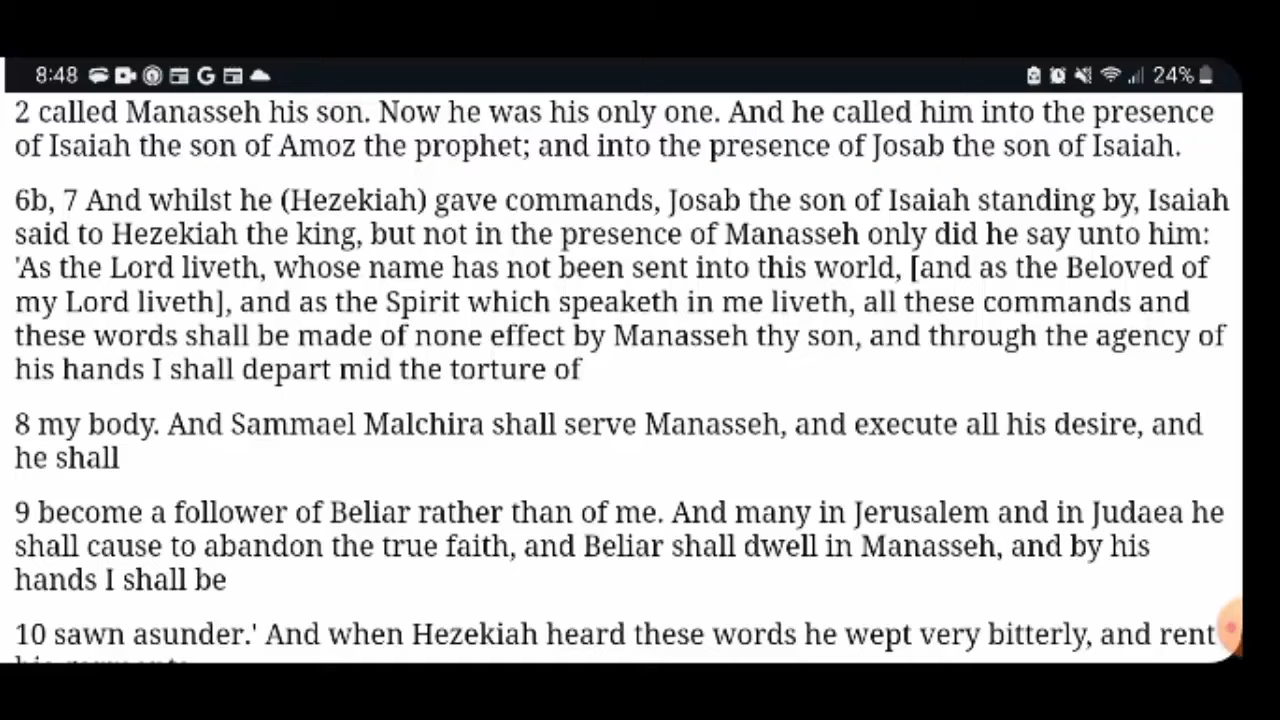 8:48 24%
2 called Manasseh his son. Now he was his only one. And he called him into the presence
of Isaiah the son of Amoz the prophet; and into the presence of Josab the son of Isaiah.
6b, 7 And whilst he (Hezekiah) gave commands, Josab the son of Isaiah standing by, Isaiah
said to Hezekiah the king, but not in the presence of Manasseh only did he say unto him:
'As the Lord liveth, whose name has not been sent into this world, [and as the Beloved of
my Lord liveth], and as the Spirit which speaketh in me liveth, all these commands and
these words shall be made of none effect by Manasseh thy son, and through the agency of
his hands I shall depart mid the torture of
8 my body. And Sammael Malchira shall serve Manasseh, and execute all his desire, and
he shall
9 become a follower of Beliar rather than of me. And many in Jerusalem and in Judaea he
shall cause to abandon the true faith, and Beliar shall dwell in Manasseh, and by his
hands I shall be
10 sawn asunder.' And when Hezekiah heard these words he wept very bitterly, and rent